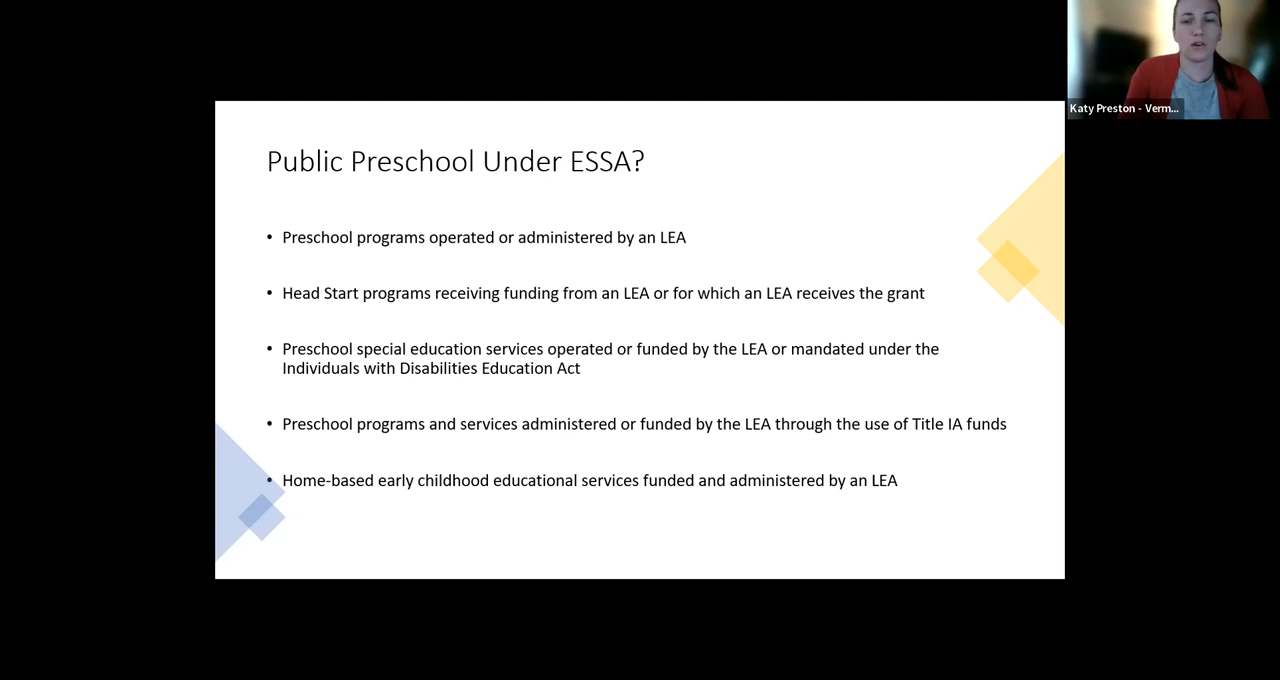 Katy Preston - Verm...
Public Preschool Under ESSA?
• Preschool programs operated or administered by an LEA
• Head Start programs receiving funding from an LEA or for which an LEA receives the grant
• Preschool special education services operated or funded by the LEA or mandated under the
Individuals with Disabilities Education Act
• Preschool programs and services administered or funded by the LEA through the use of Title IA funds
• Home-based early childhood educational services funded and administered by an LEA